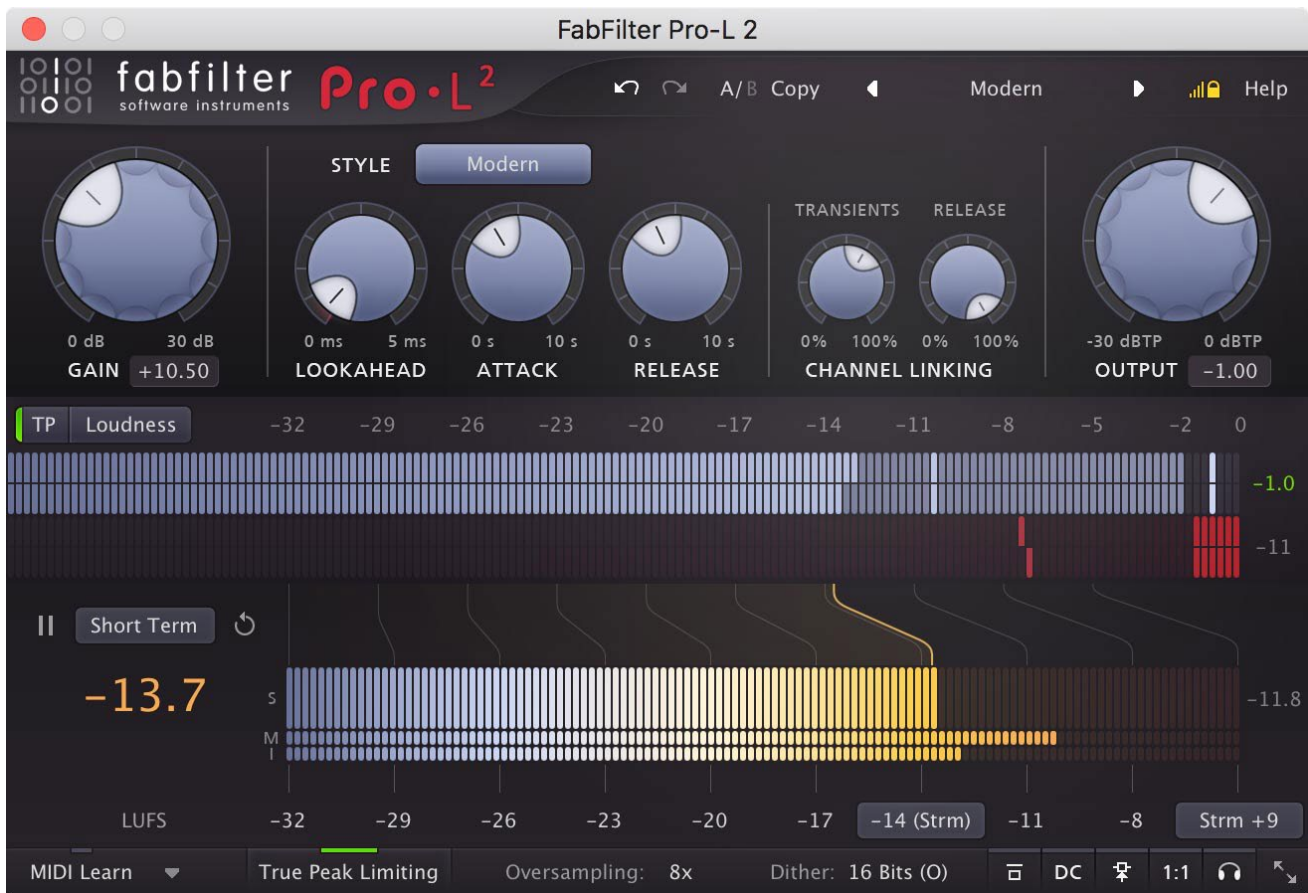 FabFilter Pro-L 2
fabfilter
software instruments
Pro·L 2
A/B Copy
Modern
Help
STYLE Modern
TRANSIENTS RELEASE
0 dB 30 dB
0 ms 5 ms
0 s 10 s
0 s 10 s
0% 100% 0% 100%
-30 dBTP 0 dBTP
GAIN +10.50
LOOKAHEAD ATTACK RELEASE
CHANNEL LINKING
OUTPUT -1.00
TP Loudness
-32 -29 -26 -23 -20 -17 -14 -11 -8 -5 -2 0
-1.0
-11
Short Term
-13.7
S
-11.8
M
I
LUFS -32 -29 -26 -23 -20 -17 -14 (Strm) -11 -8 Strm +9
MIDI Learn True Peak Limiting Oversampling: 8x Dither: 16 Bits (O) DC 1:1